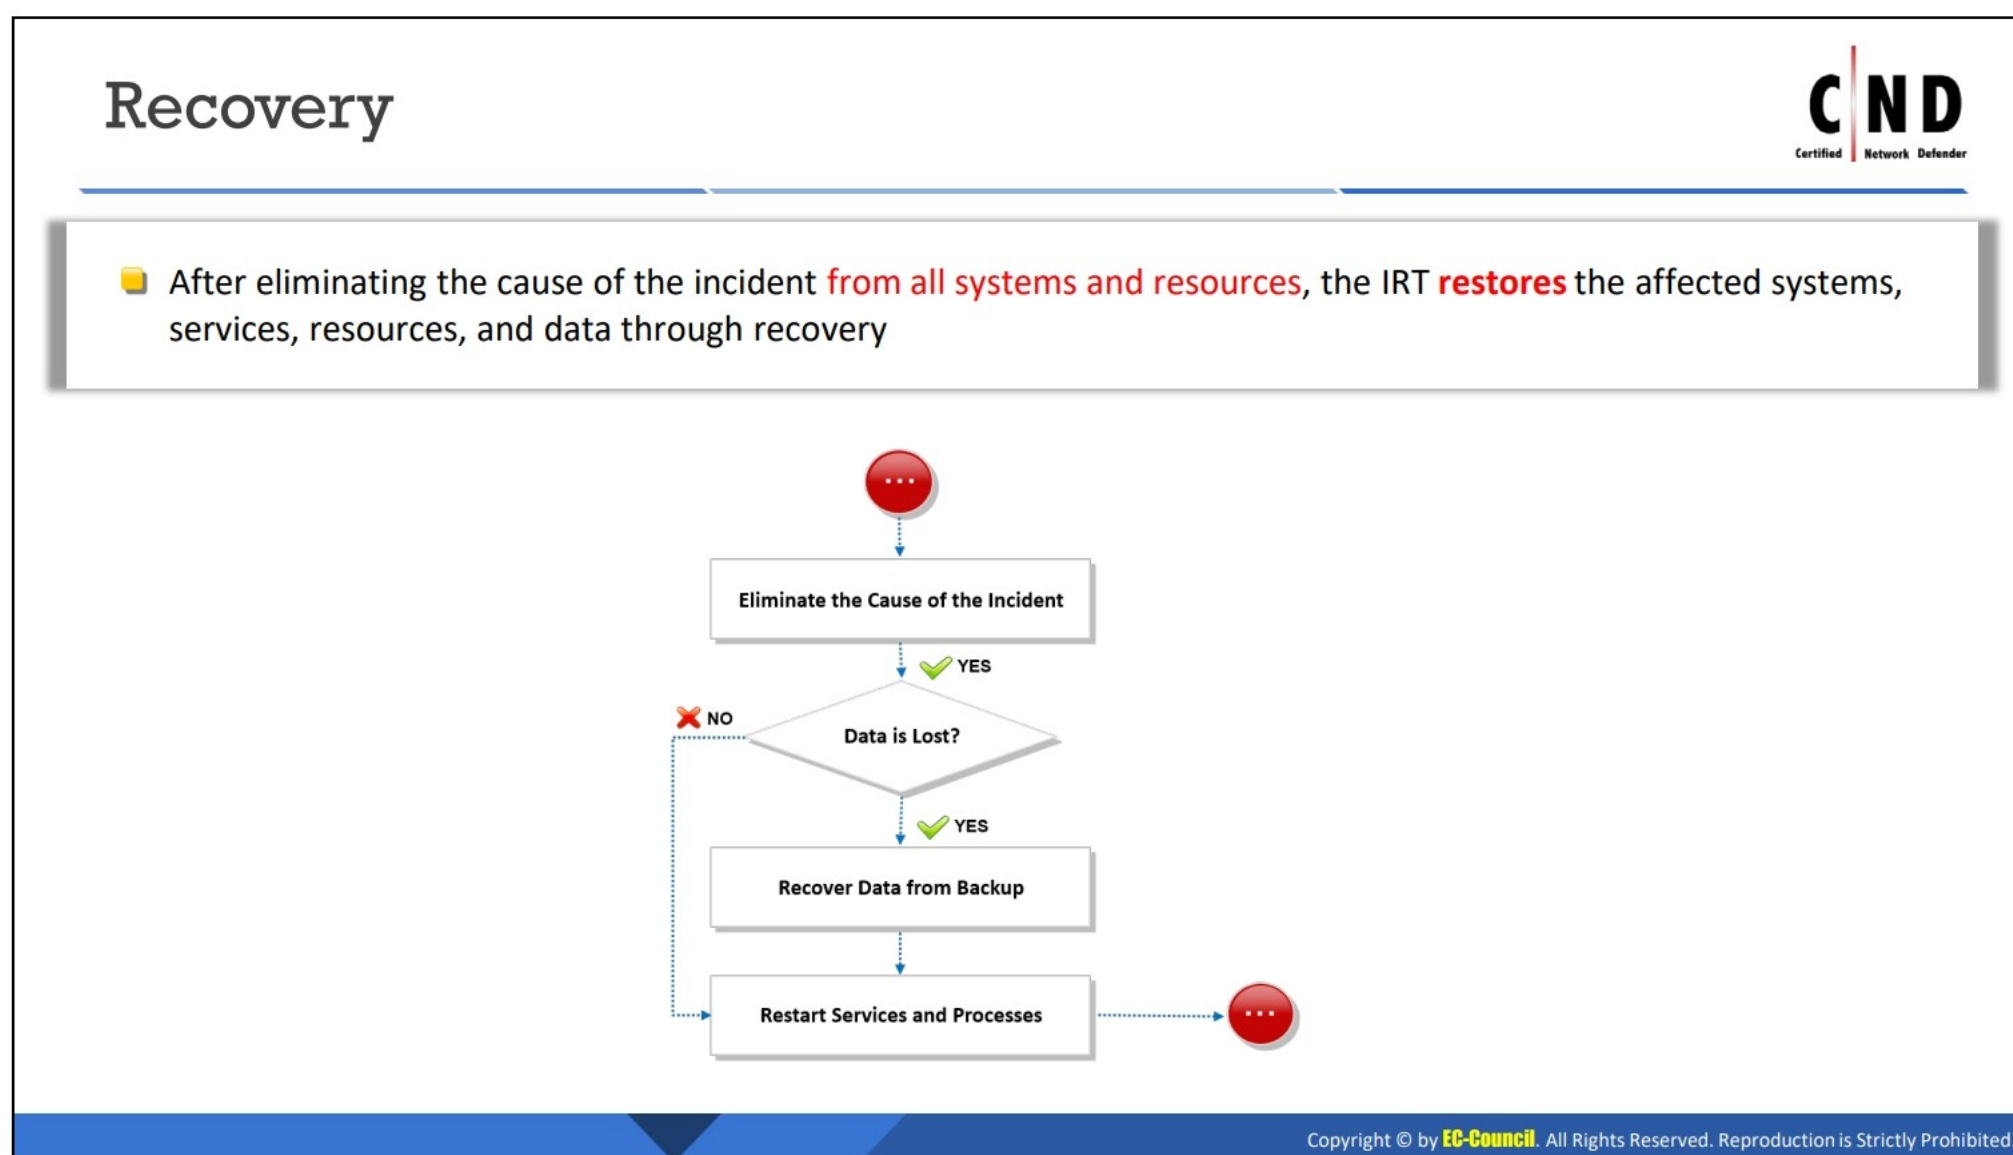 Recovery
C|ND
Certified Network Defender
After eliminating the cause of the incident from all systems and resources, the IRT restores the affected systems,
services, resources, and data through recovery
...
Eliminate the Cause of the Incident
YES
NO
Data is Lost?
YES
Recover Data from Backup
Restart Services and Processes
...
Copyright © by EC-Council. All Rights Reserved. Reproduction is Strictly Prohibited.